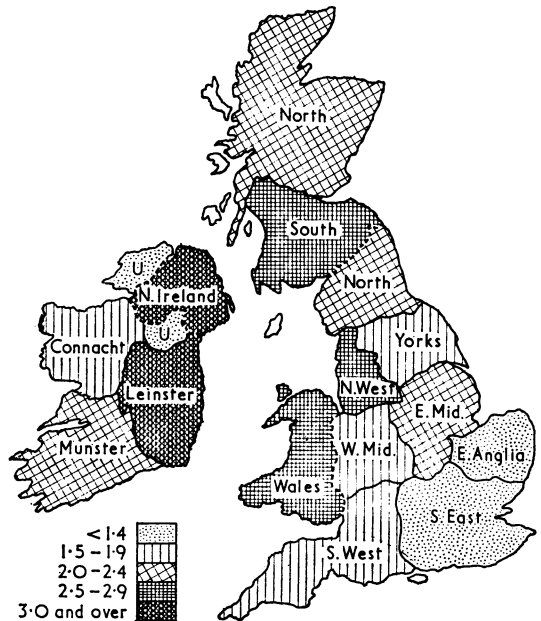 North
South
North
U
N. Ireland
U
Connacht
Yorks
N.West
Leinster
E. Mid.
Munster
W. Mid.
E. Anglia
Wales
S. East
S. West
<1·4
1·5–1·9
2·0–2·4
2·5–2·9
3·0 and over